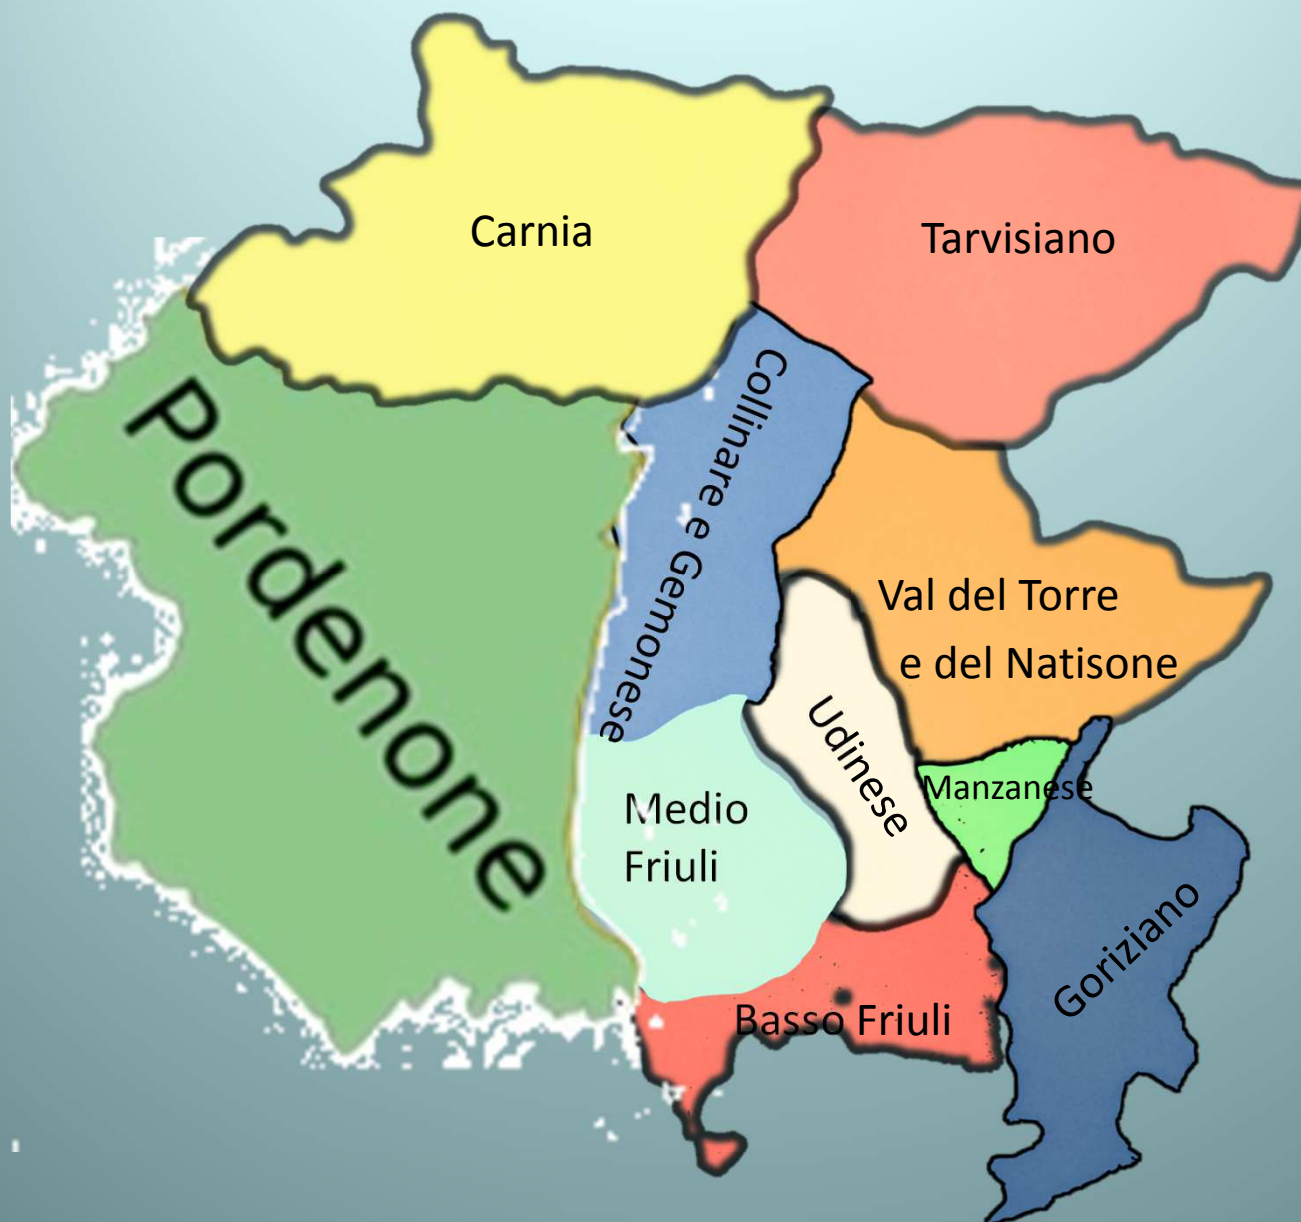 Carnia
Tarvisiano
Pordenone
Collinare e Gemonese
Val del Torre
e del Natisone
Udinese
Manzanese
Medio
Friuli
Goriziano
Basso Friuli